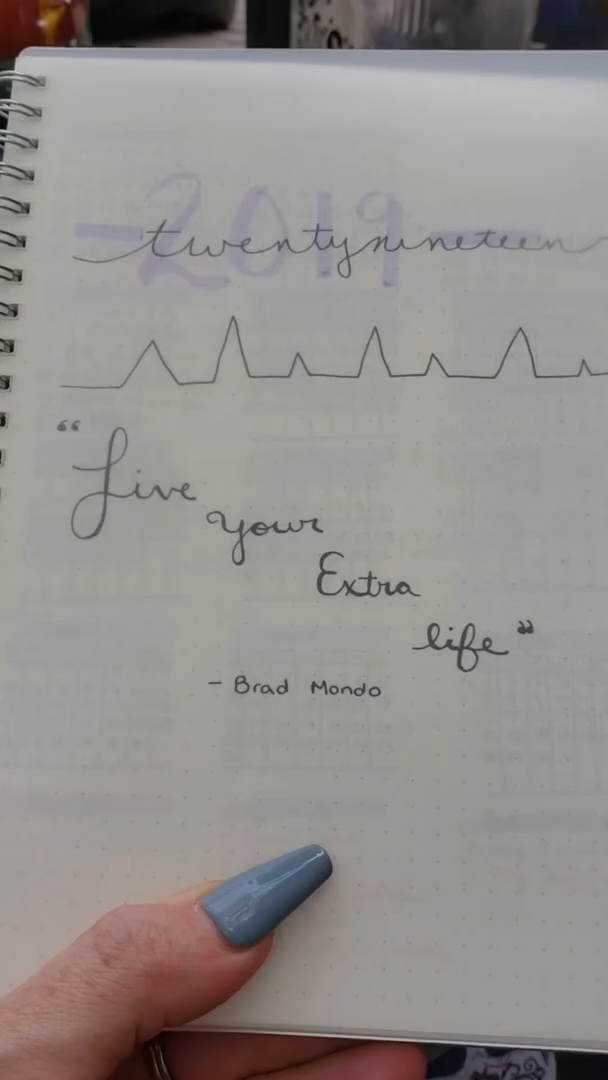 2019
twentynineteen
“Live
your
Extra
life”
- Brad Mondo